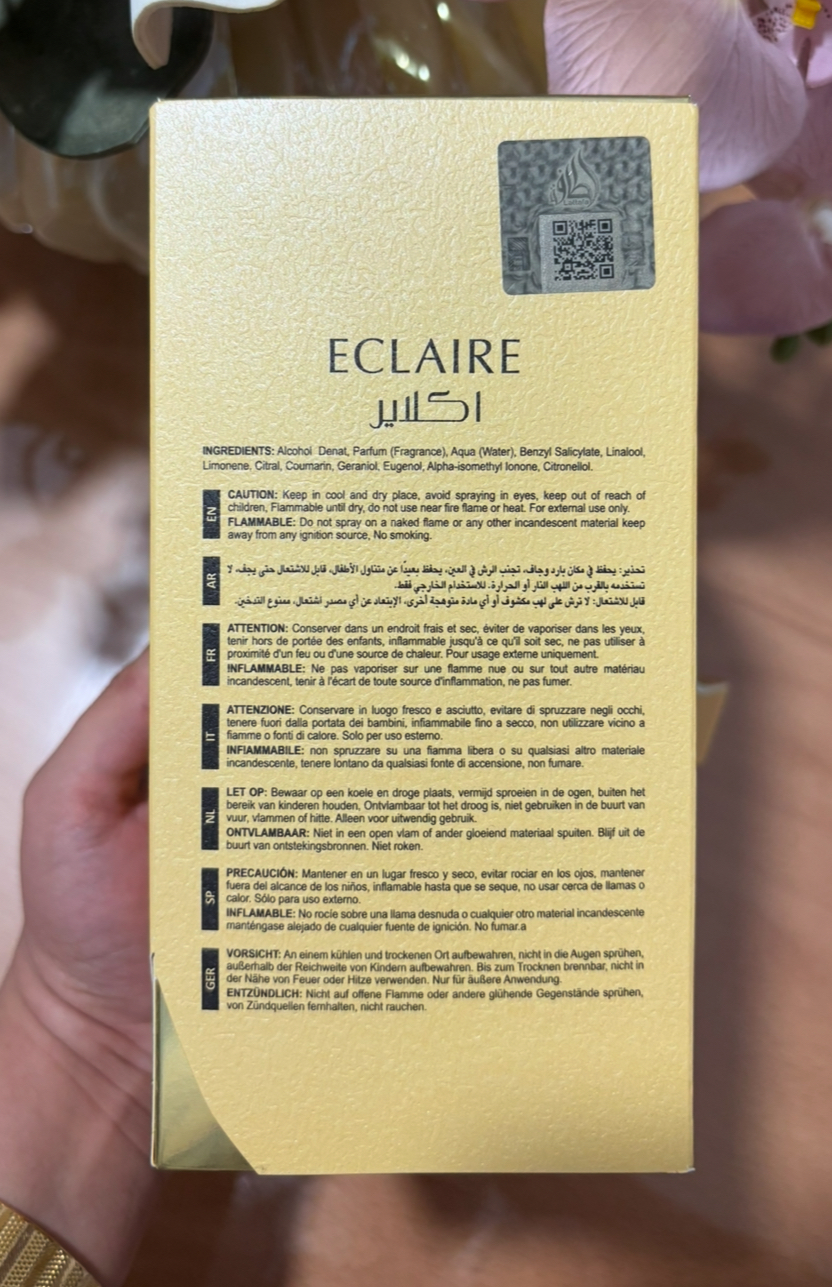 لطافة
Lattafa
ECLAIRE
اكلاير
INGREDIENTS: Alcohol Denat, Parfum (Fragrance), Aqua (Water), Benzyl Salicylate, Linalool,
Limonene, Citral, Coumarin, Geraniol, Eugenol, Alpha-isomethyl Ionone, Citronellol.
EN
CAUTION: Keep in cool and dry place, avoid spraying in eyes, keep out of reach of
children, Flammable until dry, do not use near fire flame or heat. For external use only.
FLAMMABLE: Do not spray on a naked flame or any other incandescent material keep
away from any ignition source, No smoking.
AR
تحذير: يحفظ في مكان بارد وجاف، تجنب الرش في العين، يحفظ بعيدًا عن متناول الأطفال، قابل للاشتعال حتى يجف، لا
تستخدمه بالقرب من اللهب النار أو الحرارة. للاستخدام الخارجي فقط.
قابل للاشتعال: لا ترش على لهب مكشوف أو أي مادة متوهجة أخرى، الإبتعاد عن أي مصدر اشتعال، ممنوع التدخين.
FR
ATTENTION: Conserver dans un endroit frais et sec, éviter de vaporiser dans les yeux,
tenir hors de portée des enfants, inflammable jusqu'à ce qu'il soit sec, ne pas utiliser à
proximité d'un feu ou d'une source de chaleur. Pour usage externe uniquement.
INFLAMMABLE: Ne pas vaporiser sur une flamme nue ou sur tout autre matériau
incandescent, tenir à l'écart de toute source d'inflammation, ne pas fumer.
IT
ATTENZIONE: Conservare in luogo fresco e asciutto, evitare di spruzzare negli occhi,
tenere fuori dalla portata dei bambini, infiammabile fino a secco, non utilizzare vicino a
fiamme o fonti di calore. Solo per uso esterno.
INFIAMMABILE: non spruzzare su una fiamma libera o su qualsiasi altro materiale
incandescente, tenere lontano da qualsiasi fonte di accensione, non fumare.
NL
LET OP: Bewaar op een koele en droge plaats, vermijd sproeien in de ogen, buiten het
bereik van kinderen houden, Ontvlambaar tot het droog is, niet gebruiken in de buurt van
vuur, vlammen of hitte. Alleen voor uitwendig gebruik.
ONTVLAMBAAR: Niet in een open vlam of ander gloeiend materiaal spuiten. Blijf uit de
buurt van ontstekingsbronnen. Niet roken.
SP
PRECAUCIÓN: Mantener en un lugar fresco y seco, evitar rociar en los ojos, mantener
fuera del alcance de los niños, inflamable hasta que se seque, no usar cerca de llamas o
calor. Sólo para uso externo.
INFLAMABLE: No rocíe sobre una llama desnuda o cualquier otro material incandescente
manténgase alejado de cualquier fuente de ignición. No fumar.a
GER
VORSICHT: An einem kühlen und trockenen Ort aufbewahren, nicht in die Augen sprühen,
außerhalb der Reichweite von Kindern aufbewahren. Bis zum Trocknen brennbar, nicht in
der Nähe von Feuer oder Hitze verwenden. Nur für äußere Anwendung.
ENTZÜNDLICH: Nicht auf offene Flamme oder andere glühende Gegenstände sprühen,
von Zündquellen fernhalten, nicht rauchen.